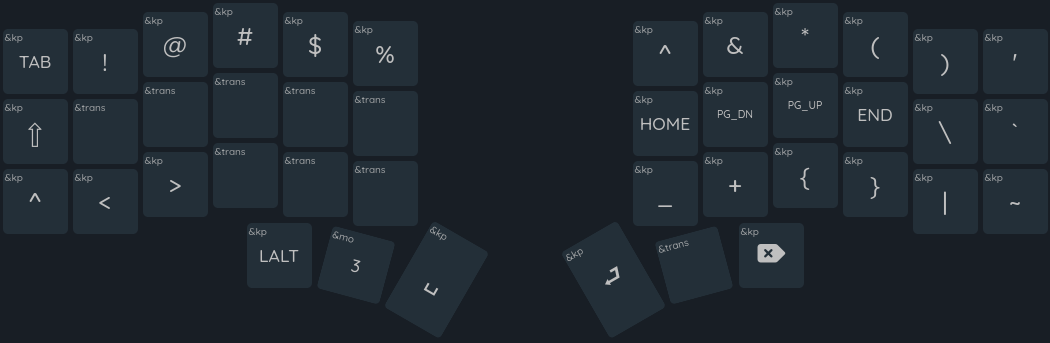 &kp &kp &kp &kp &kp &kp &kp &kp &kp &kp &kp &kp
TAB ! @ # $ % ^ & * ( ) '
&kp &trans &trans &trans &trans &trans &kp &kp &kp &kp &kp &kp
⇧ HOME PG_DN PG_UP END \ `
&kp &kp &kp &trans &trans &trans &kp &kp &kp &kp &kp &kp
^ < > _ + { } | ~
&kp &mo &kp &kp &trans &kp
LALT 3 ␣ ⏎ ⌫